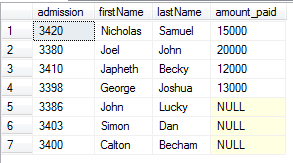 admission firstName lastName amount_paid
1 3420 Nicholas Samuel 15000
2 3380 Joel John 20000
3 3410 Japheth Becky 12000
4 3398 George Joshua 13000
5 3386 John Lucky NULL
6 3403 Simon Dan NULL
7 3400 Calton Becham NULL